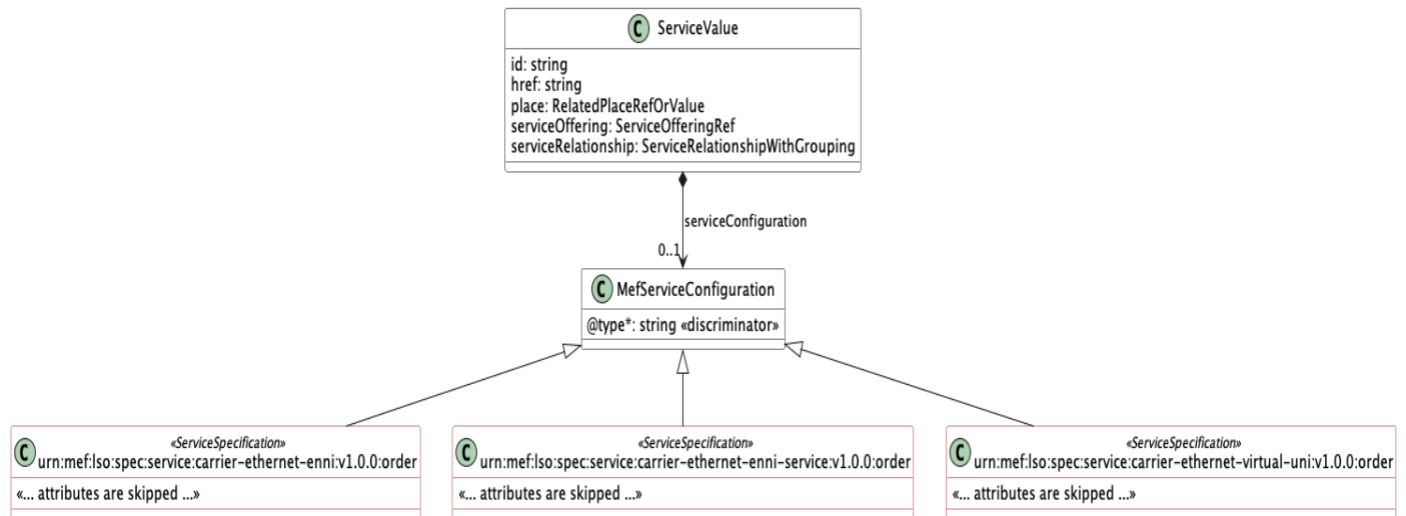 C ServiceValue
id: string
href: string
place: RelatedPlaceRefOrValue
serviceOffering: ServiceOfferingRef
serviceRelationship: ServiceRelationshipWithGrouping
serviceConfiguration
0..1
C MefServiceConfiguration
@type*: string «discriminator»
«ServiceSpecification»
C urn:mef:lso:spec:service:carrier-ethernet-enni:v1.0.0:order
«... attributes are skipped ...»
«ServiceSpecification»
C urn:mef:lso:spec:service:carrier-ethernet-enni-service:v1.0.0:order
«... attributes are skipped ...»
«ServiceSpecification»
C urn:mef:lso:spec:service:carrier-ethernet-virtual-uni:v1.0.0:order
«... attributes are skipped ...»